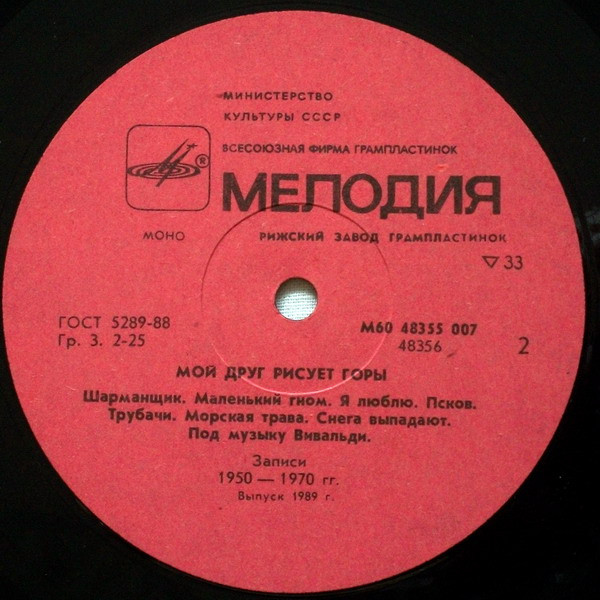 МИНИСТЕРСТВО
КУЛЬТУРЫ СССР
ВСЕСОЮЗНАЯ ФИРМА ГРАМПЛАСТИНОК
®
МЕЛОДИЯ
МОНО РИЖСКИЙ ЗАВОД ГРАМПЛАСТИНОК
▽ 33
ГОСТ 5289-88 М60 48355 007
Гр. 3. 2-25 48356 2
МОЙ ДРУГ РИСУЕТ ГОРЫ
Шарманщик. Маленький гном. Я люблю. Псков.
Трубачи. Морская трава. Снега выпадают.
Под музыку Вивальди.
Записи
1950 — 1970 гг.
Выпуск 1989 г.